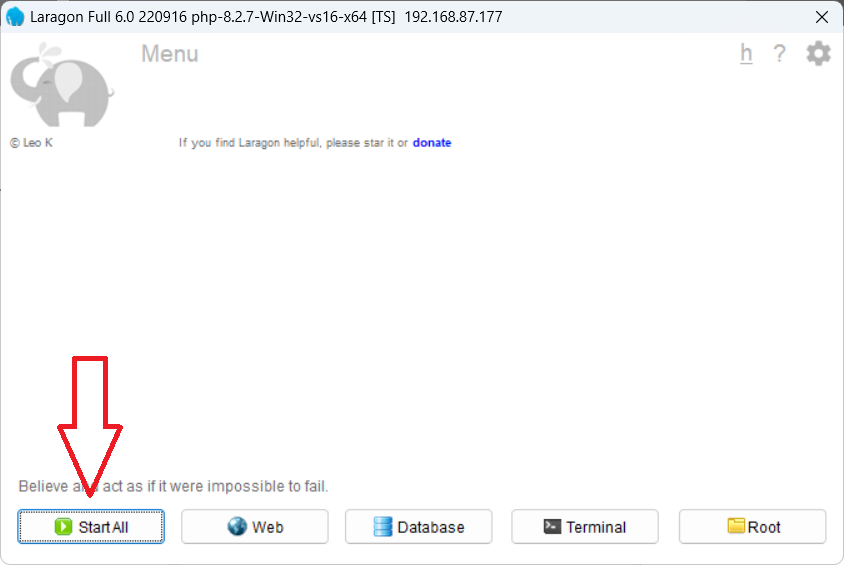 Laragon Full 6.0 220916 php-8.2.7-Win32-vs16-x64 [TS] 192.168.87.177
Menu
h ?
© Leo K
If you find Laragon helpful, please star it or donate
Believe and act as if it were impossible to fail.
Start All
Web
Database
Terminal
Root